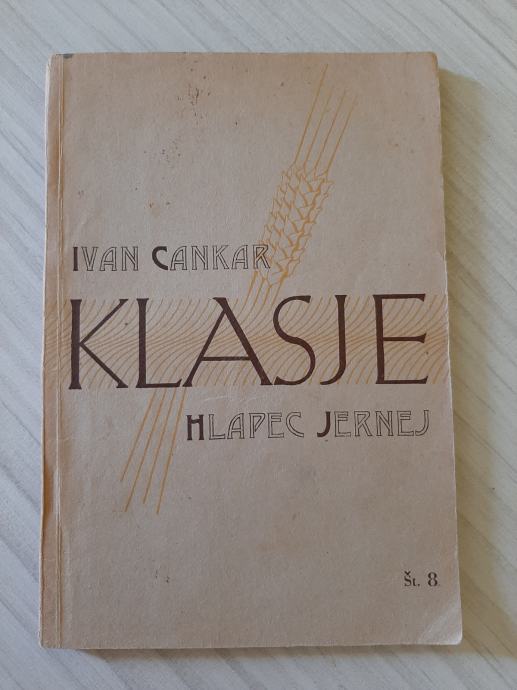 IVAN CANKAR
KLASJE
HLAPEC JERNEJ
Št. 8